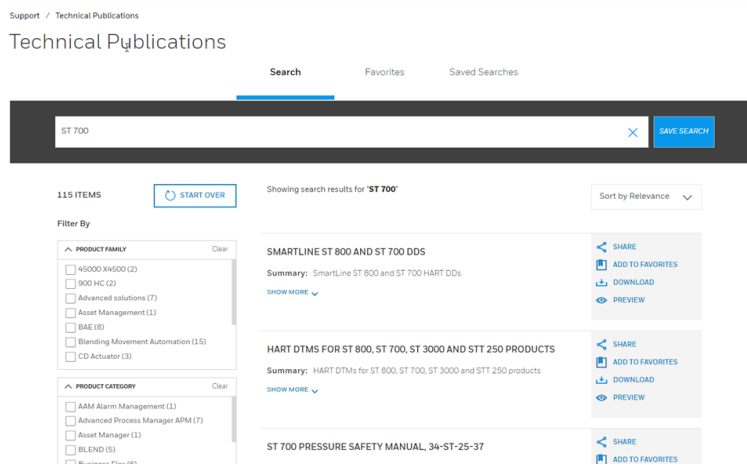 Support / Technical Publications
Technical Publications
Search Favorites Saved Searches
ST 700
SAVE SEARCH
115 ITEMS
START OVER
Showing search results for "ST 700"
Sort by Relevance
Filter By
PRODUCT FAMILY Clear
45000 X4500 (2)
900 HC (2)
Advanced solutions (7)
Asset Management (1)
BAE (8)
Blending Movement Automation (15)
CD Actuator (3)
PRODUCT CATEGORY Clear
AAM Alarm Management (1)
Advanced Process Manager APM (7)
Asset Manager (1)
BLEND (5)
Business Flex (5)
SMARTLINE ST 800 AND ST 700 DDS
Summary: SmartLine ST 800 and ST 700 HART DDs
SHOW MORE
SHARE
ADD TO FAVORITES
DOWNLOAD
PREVIEW
HART DTMS FOR ST 800, ST 700, ST 3000 AND STT 250 PRODUCTS
Summary: HART DTMs for ST 800, ST 700, ST 3000 and STT 250 products
SHOW MORE
SHARE
ADD TO FAVORITES
DOWNLOAD
PREVIEW
ST 700 PRESSURE SAFETY MANUAL, 34-ST-25-37
SHARE
ADD TO FAVORITES